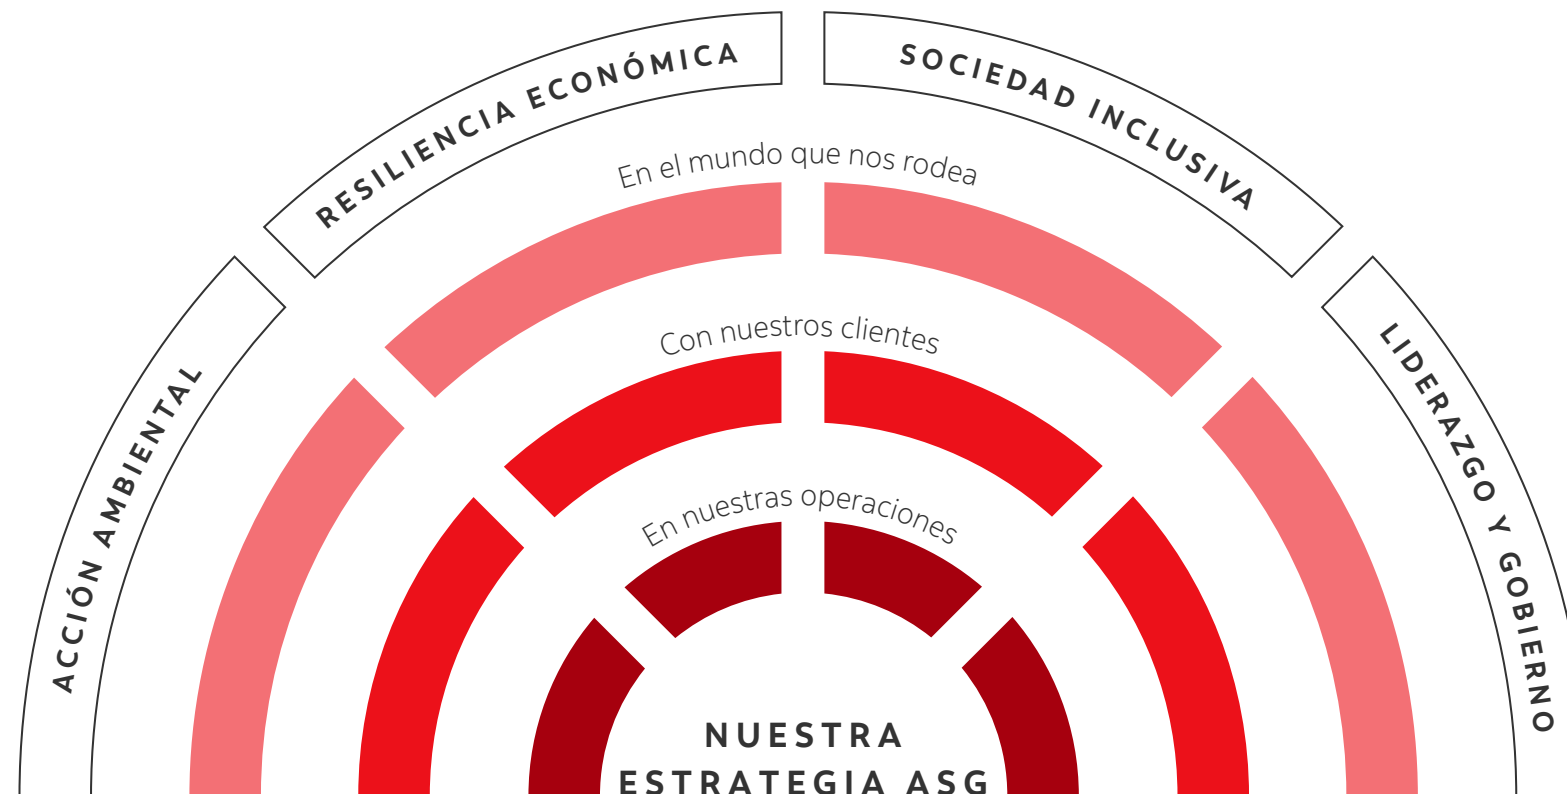 RESILIENCIA ECONÓMICA
SOCIEDAD INCLUSIVA
ACCIÓN AMBIENTAL
LIDERAZGO Y GOBIERNO
En el mundo que nos rodea
Con nuestros clientes
En nuestras operaciones
NUESTRA
ESTRATEGIA ASG